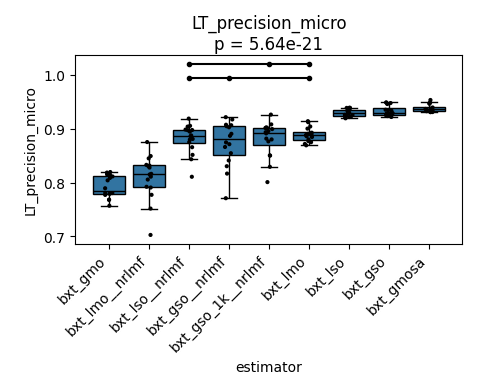 LT_precision_micro
p = 5.64e-21
LT_precision_micro
1.0
0.9
0.8
0.7
bxt_gmo
bxt_lmo__nrlmf
bxt_lso__nrlmf
bxt_gso__nrlmf
bxt_gso_1k__nrlmf
bxt_lmo
bxt_lso
bxt_gso
bxt_gmosa
estimator